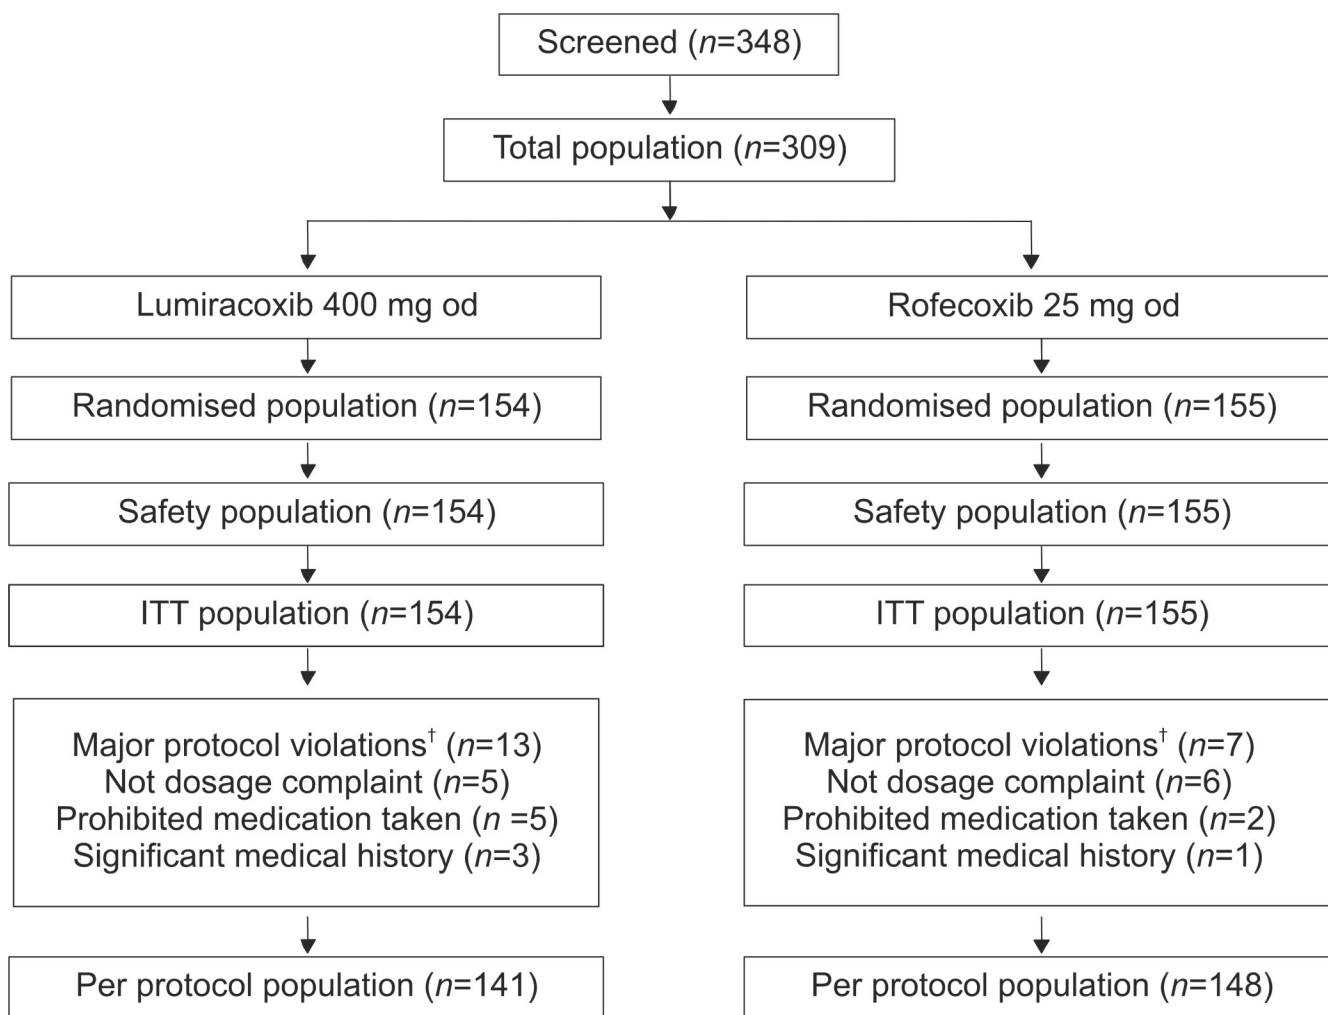 Screened (n=348)
Total population (n=309)
Lumiracoxib 400 mg od
Randomised population (n=154)
Safety population (n=154)
ITT population (n=154)
Major protocol violations† (n=13)
Not dosage complaint (n=5)
Prohibited medication taken (n =5)
Significant medical history (n=3)
Per protocol population (n=141)
Rofecoxib 25 mg od
Randomised population (n=155)
Safety population (n=155)
ITT population (n=155)
Major protocol violations† (n=7)
Not dosage complaint (n=6)
Prohibited medication taken (n=2)
Significant medical history (n=1)
Per protocol population (n=148)